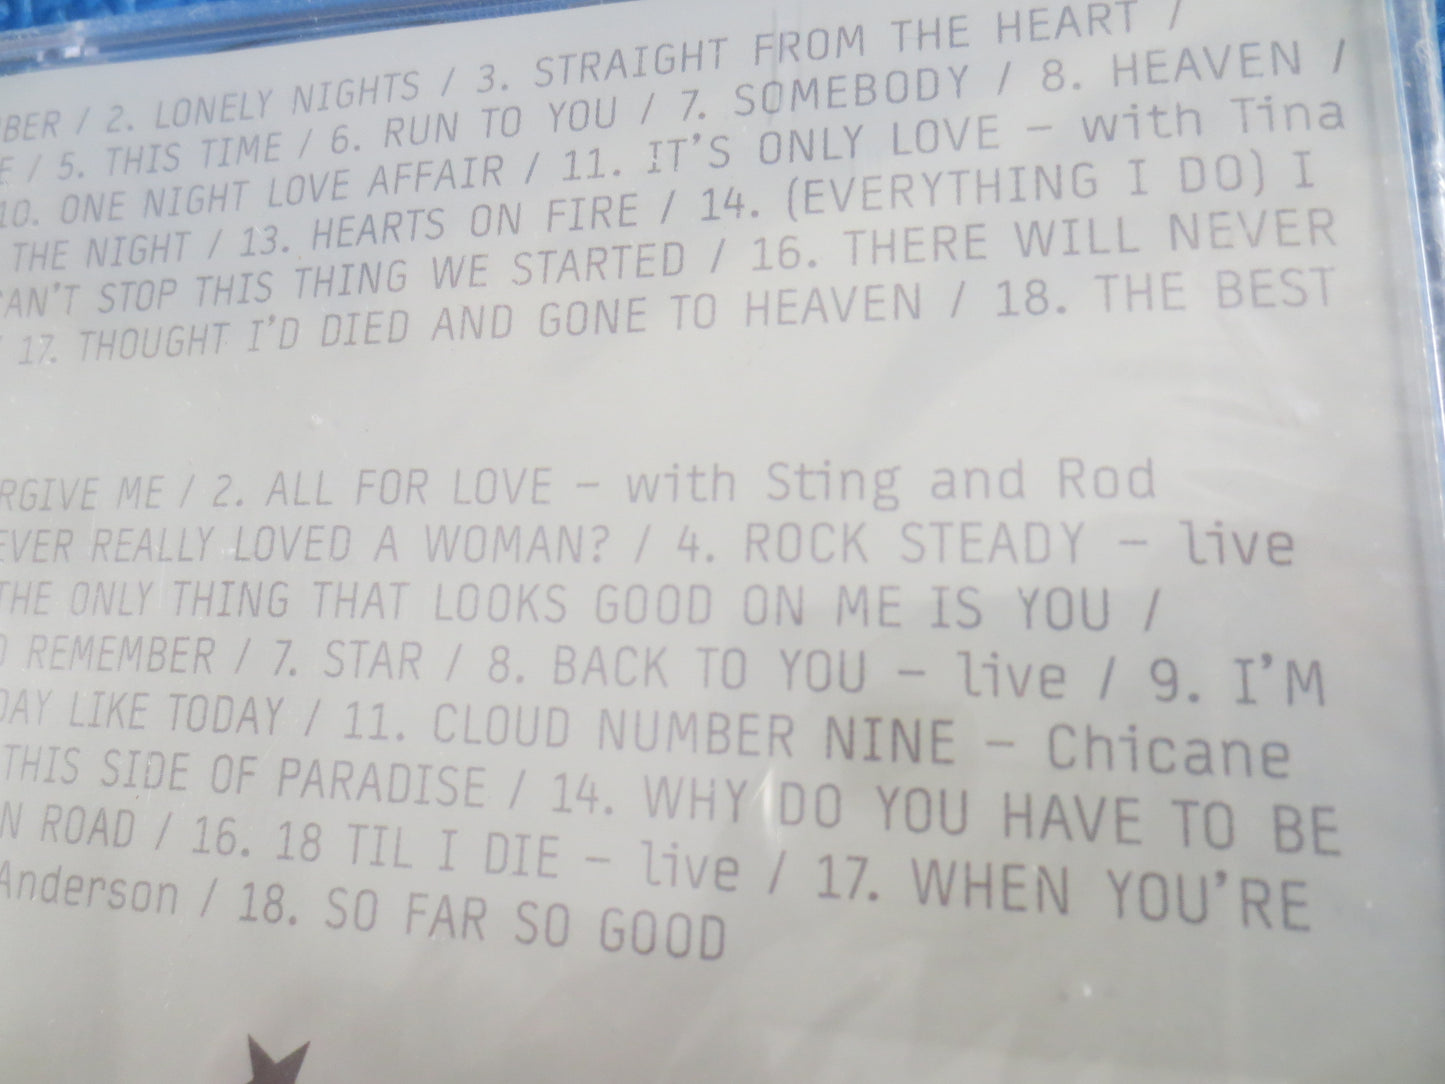 BER / 2. LONELY NIGHTS / 3. STRAIGHT FROM THE HEART /
E / 5. THIS TIME / 6. RUN TO YOU / 7. SOMEBODY / 8. HEAVEN /
10. ONE NIGHT LOVE AFFAIR / 11. IT'S ONLY LOVE – with Tina
THE NIGHT / 13. HEARTS ON FIRE / 14. (EVERYTHING I DO) I
CAN'T STOP THIS THING WE STARTED / 16. THERE WILL NEVER
/ 17. THOUGHT I'D DIED AND GONE TO HEAVEN / 18. THE BEST
RGIVE ME / 2. ALL FOR LOVE – with Sting and Rod
EVER REALLY LOVED A WOMAN? / 4. ROCK STEADY – live
THE ONLY THING THAT LOOKS GOOD ON ME IS YOU /
O REMEMBER / 7. STAR / 8. BACK TO YOU – live / 9. I'M
DAY LIKE TODAY / 11. CLOUD NUMBER NINE – Chicane
THIS SIDE OF PARADISE / 14. WHY DO YOU HAVE TO BE
N ROAD / 16. 18 TIL I DIE – live / 17. WHEN YOU'RE
Anderson / 18. SO FAR SO GOOD